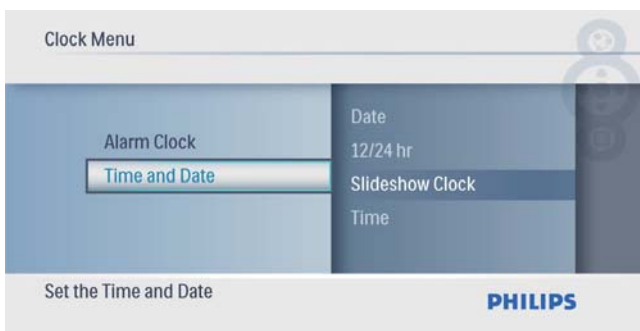 Clock Menu
Alarm Clock
Time and Date
Date
12/24 hr
Slideshow Clock
Time
Set the Time and Date
PHILIPS